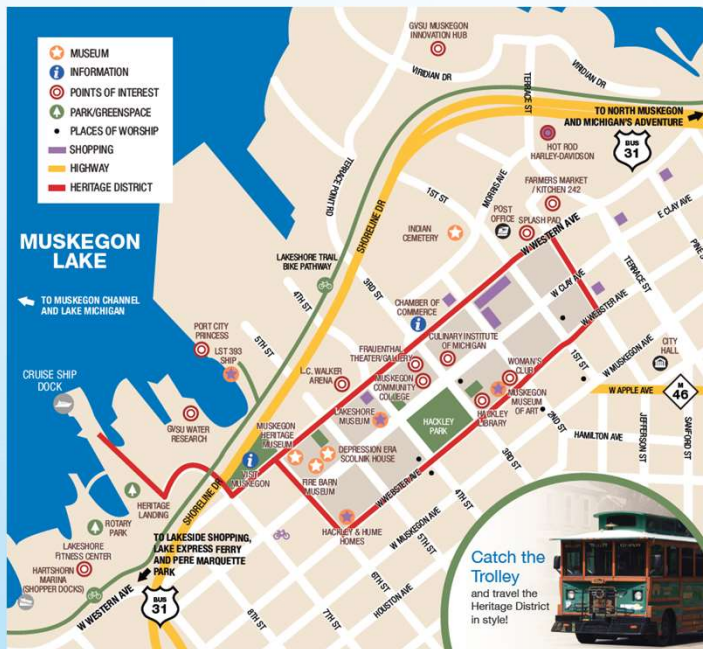 MUSEUM
INFORMATION
POINTS OF INTEREST
PARK/GREENSPACE
PLACES OF WORSHIP
SHOPPING
HIGHWAY
HERITAGE DISTRICT
GVSU MUSKEGON
INNOVATION HUB
VIRIDIAN DR
VIRIDIAN DR
TERRACE ST
TO NORTH MUSKEGON
AND MICHIGAN'S ADVENTURE
BUS
31
HOT ROD
HARLEY-DAVIDSON
TERRACE POINT RD
SHORELINE DR
1ST ST
MORRIS AVE
FARMERS MARKET
/ KITCHEN 242
POST
OFFICE
SPLASH PAD
E CLAY AVE
INDIAN
CEMETERY
W WESTERN AVE
MUSKEGON
LAKE
LAKESHORE TRAIL
BIKE PATHWAY
3RD ST
4TH ST
W CLAY AVE
TERRACE ST
PINE S
TO MUSKEGON CHANNEL
AND LAKE MICHIGAN
CHAMBER OF
COMMERCE
W WEBSTER AVE
PORT CITY
PRINCESS
5TH ST
LST 393
SHIP
FRAUENTHAL
THEATER/GALLERY
CULINARY INSTITUTE
OF MICHIGAN
1ST ST
W MUSKEGON AVE
CITY
HALL
CRUISE SHIP
DOCK
L.C. WALKER
ARENA
MUSKEGON
COMMUNITY
COLLEGE
WOMAN'S
CLUB
MUSKEGON
MUSEUM
OF ART
W APPLE AVE
M
46
GVSU WATER
RESEARCH
MUSKEGON
HERITAGE
MUSEUM
LAKESHORE
MUSEUM
HACKLEY
PARK
HACKLEY
LIBRARY
2ND ST
HAMILTON AVE
JEFFERSON ST
SANFORD ST
DEPRESSION ERA
SCOLNIK HOUSE
3RD ST
VISIT
MUSKEGON
FIRE BARN
MUSEUM
W WEBSTER AVE
4TH ST
HERITAGE
LANDING
SHORELINE DR
HACKLEY & HUME
HOMES
W MUSKEGON AVE
5TH ST
ROTARY
PARK
TO LAKESIDE SHOPPING,
LAKE EXPRESS FERRY
AND PERE MARQUETTE
PARK
LAKESHORE
FITNESS CENTER
HARTSHORN
MARINA
(SHOPPER DOCKS)
W WESTERN AVE
BUS
31
8TH ST
7TH ST
6TH ST
HOUSTON AVE
Catch the
Trolley
and travel the
Heritage District
in style!